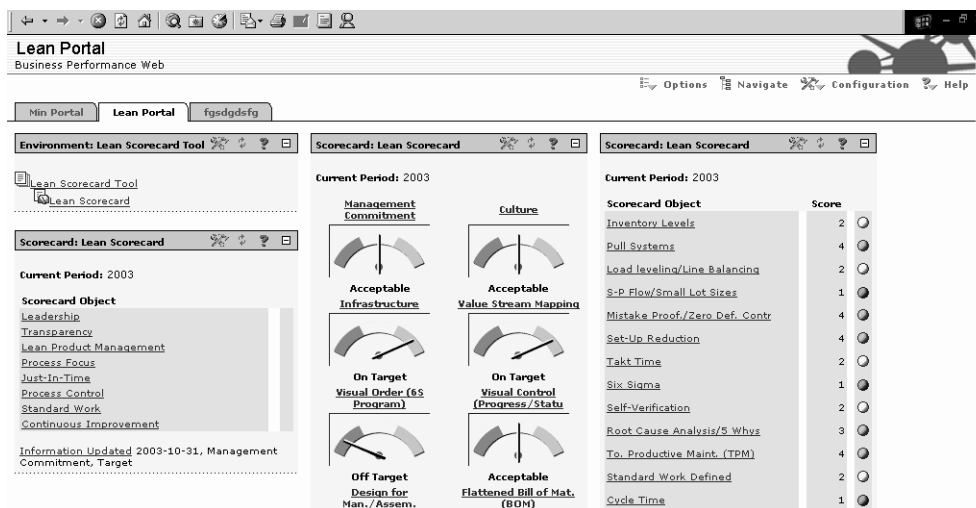 Lean Portal
Business Performance Web
Options Navigate Configuration Help
Min Portal Lean Portal fgsdgdsfg
Environment: Lean Scorecard Tool
Lean Scorecard Tool
Lean Scorecard
Scorecard: Lean Scorecard
Current Period: 2003
Scorecard Object
Leadership
Transparency
Lean Product Management
Process Focus
Just-In-Time
Process Control
Standard Work
Continuous Improvement
Information Updated 2003-10-31, Management
Commitment, Target
Scorecard: Lean Scorecard
Current Period: 2003
Management
Commitment
Culture
Acceptable
Acceptable
Infrastructure
Value Stream Mapping
On Target
On Target
Visual Order (6S
Program)
Visual Control
(Progress/Statu
Off Target
Acceptable
Design for
Man./Assem.
Flattened Bill of Mat.
(BOM)
Scorecard: Lean Scorecard
Current Period: 2003
Scorecard Object Score
Inventory Levels 2
Pull Systems 4
Load leveling/Line Balancing 2
S-P Flow/Small Lot Sizes 1
Mistake Proof./Zero Def. Contr 4
Set-Up Reduction 4
Takt Time 2
Six Sigma 1
Self-Verification 2
Root Cause Analysis/5 Whys 3
To. Productive Maint. (TPM) 4
Standard Work Defined 2
Cycle Time 1